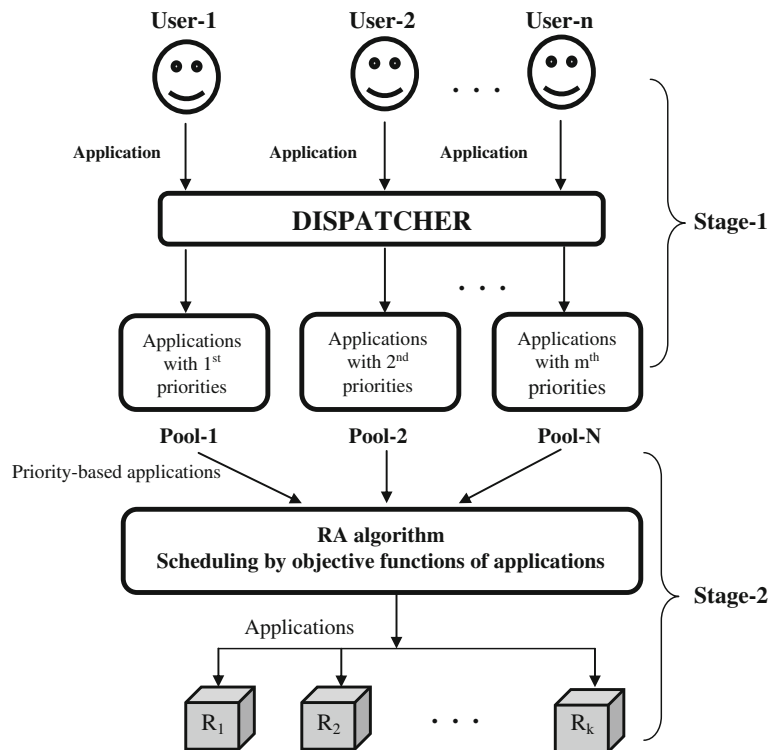 User-1 User-2 User-n
. . .
Application Application Application
DISPATCHER
Stage-1
. . .
Applications with 1st priorities
Applications with 2nd priorities
Applications with mth priorities
Pool-1 Pool-2 Pool-N
Priority-based applications
RA algorithm
Scheduling by objective functions of applications
Stage-2
Applications
R1 R2 . . . Rk